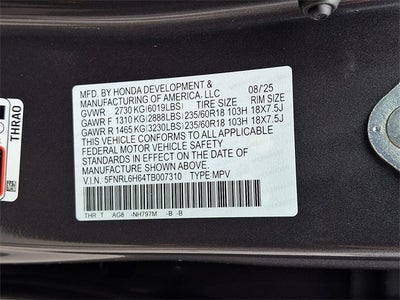 MFD. BY HONDA DEVELOPMENT &
MANUFACTURING OF AMERICA, LLC 08/'25
GVWR 2730 KG(6019LBS) TIRE SIZE RIM SIZE
GAWR F 1310 KG(2888LBS) 235/60R18 103H 18X7.5J
GAWR R 1465 KG(3230LBS) 235/60R18 103H 18X7.5J
THIS VEHICLE CONFORMS TO ALL APPLICABLE
FEDERAL MOTOR VEHICLE SAFETY
STANDARDS IN EFFECT ON THE DATE
OF MANUFACTURE SHOWN ABOVE.
V.I.N. 5FNRL6H64TB007310 TYPE MPV
THR T AG8 -NH797M -B -B
THRA0